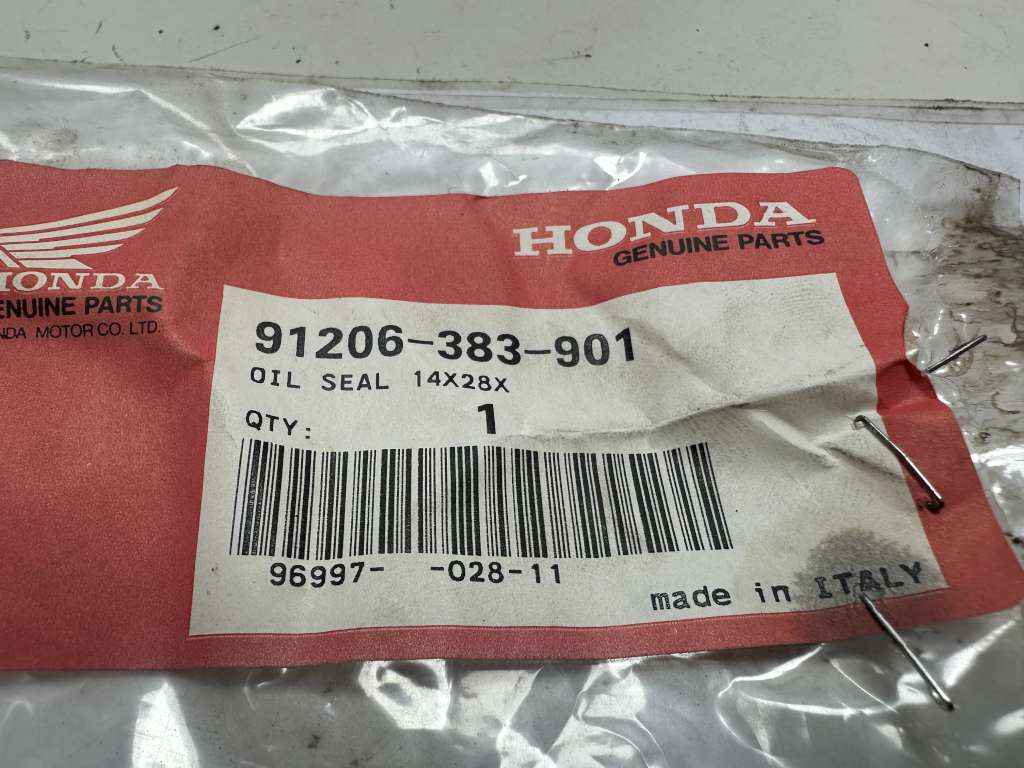 HONDA
GENUINE PARTS
HONDA
GENUINE PARTS
HONDA MOTOR CO. LTD.
91206-383-901
OIL SEAL 14X28X
QTY: 1
96997- -028-11
made in ITALY